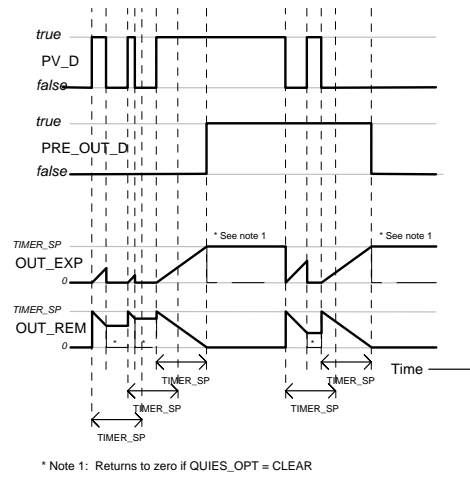 true
PV_D
false
true
PRE_OUT_D
false
* See note 1
* See note 1
TIMER_SP
OUT_EXP
0
TIMER_SP
OUT_REM
* *
*
0
Time
TIMER_SP
TIMER_SP
TIMER_SP
TIMER_SP
TIMER_SP
* Note 1: Returns to zero if QUIES_OPT = CLEAR